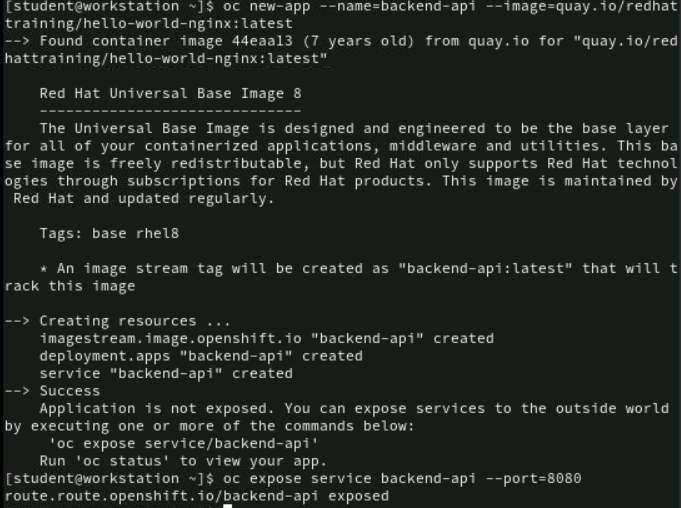 [student@workstation ~]$ oc new-app --name=backend-api --image=quay.io/redhat
training/hello-world-nginx:latest
--> Found container image 44eaa13 (7 years old) from quay.io for "quay.io/red
hattraining/hello-world-nginx:latest"
Red Hat Universal Base Image 8
------------------------------
The Universal Base Image is designed and engineered to be the base layer
for all of your containerized applications, middleware and utilities. This ba
se image is freely redistributable, but Red Hat only supports Red Hat technol
ogies through subscriptions for Red Hat products. This image is maintained by
Red Hat and updated regularly.
Tags: base rhel8
* An image stream tag will be created as "backend-api:latest" that will t
rack this image
--> Creating resources ...
imagestream.image.openshift.io "backend-api" created
deployment.apps "backend-api" created
service "backend-api" created
--> Success
Application is not exposed. You can expose services to the outside world
by executing one or more of the commands below:
'oc expose service/backend-api'
Run 'oc status' to view your app.
[student@workstation ~]$ oc expose service backend-api --port=8080
route.route.openshift.io/backend-api exposed